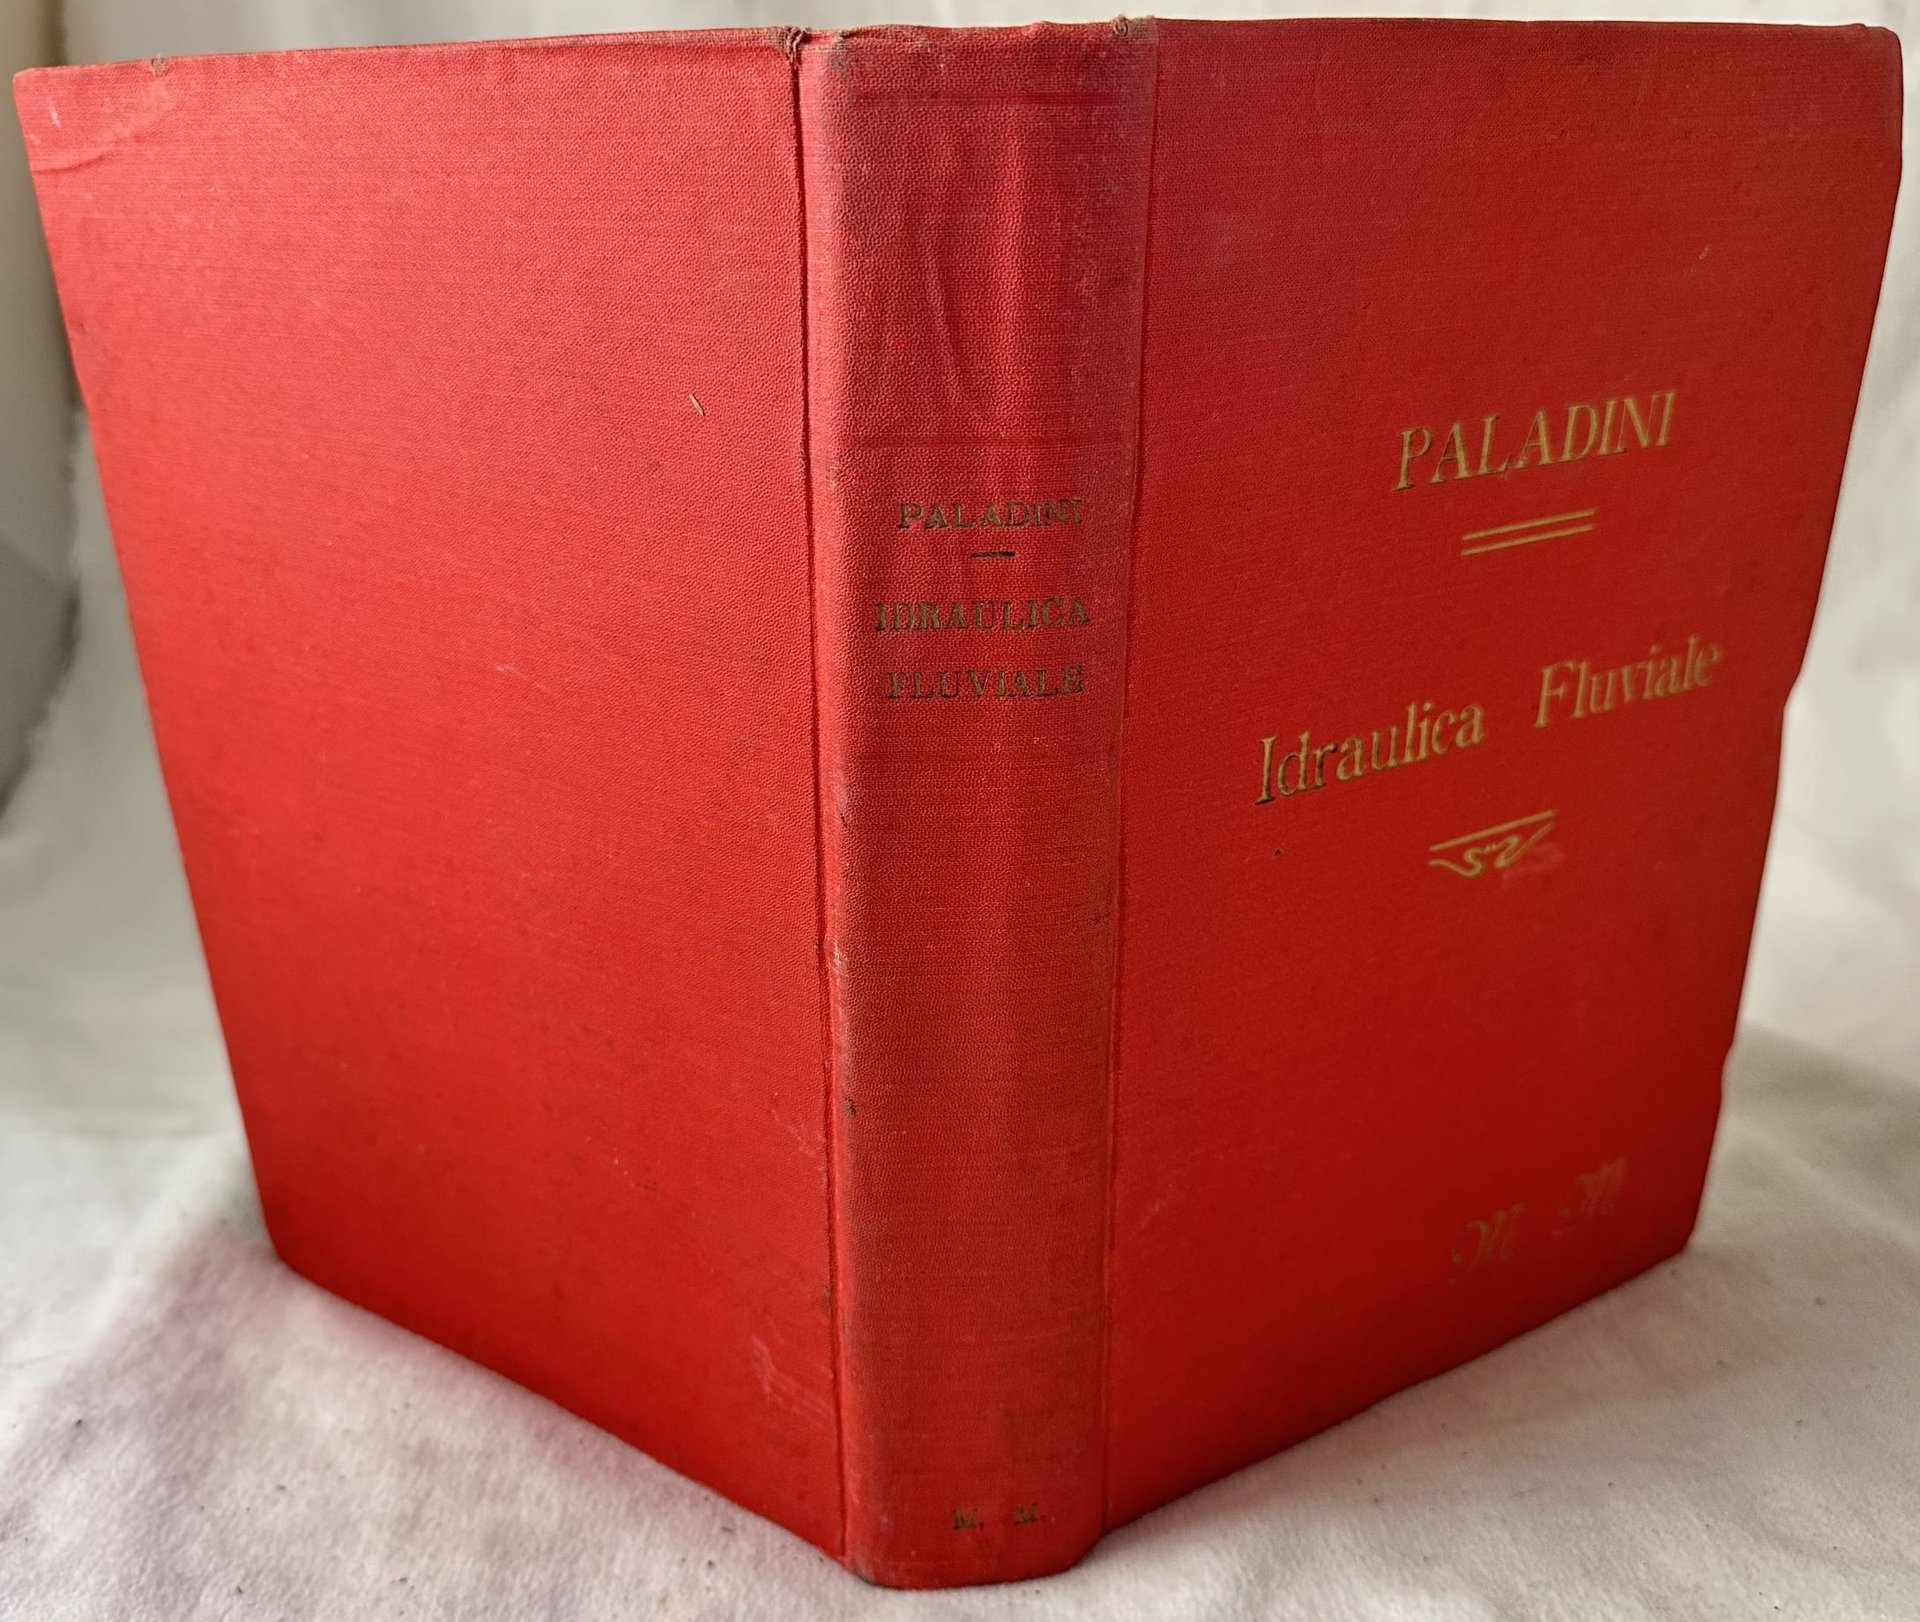 PALADINI
IDRAULICA
FLUVIALE
M. M.
PALADINI
Idraulica Fluviale
M M